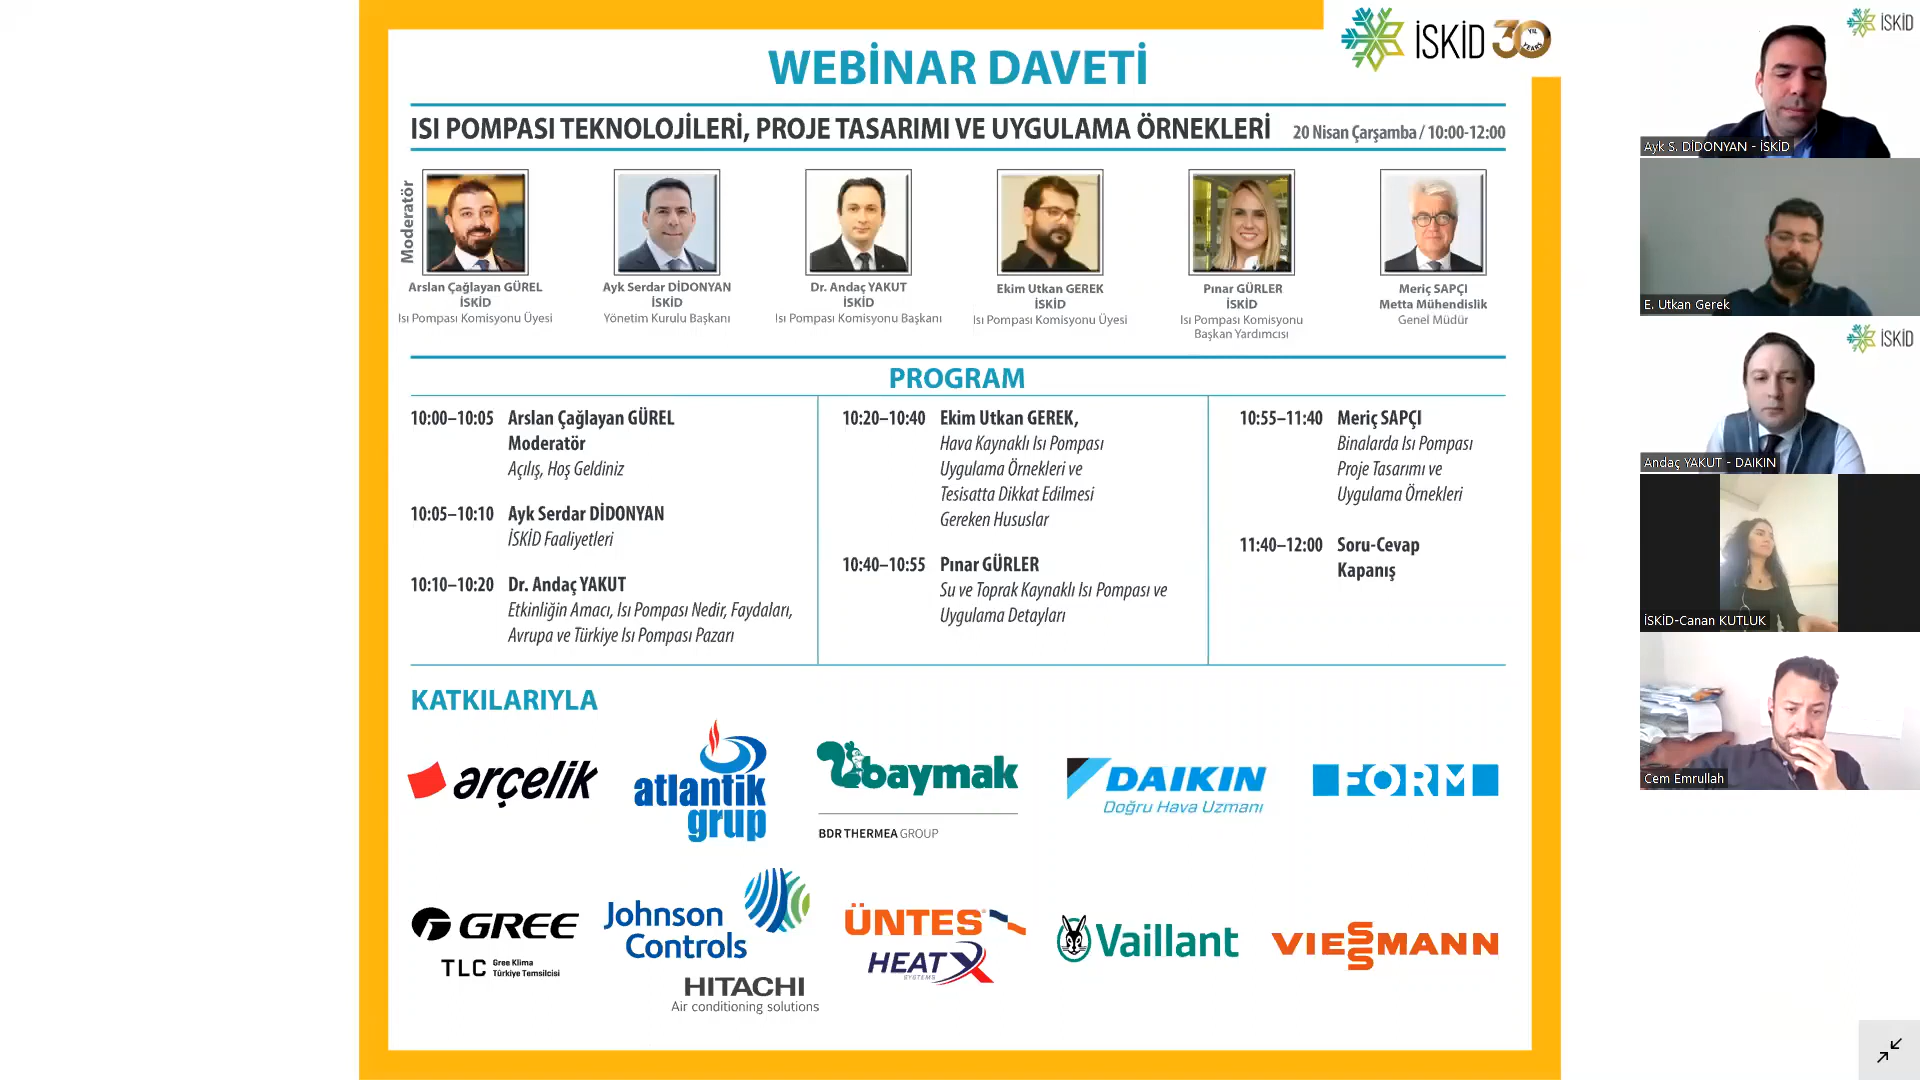 WEBİNAR DAVETİ
İSKİD 30 YIL YEARS
ISI POMPASI TEKNOLOJİLERİ, PROJE TASARIMI VE UYGULAMA ÖRNEKLERİ 20 Nisan Çarşamba / 10:00-12:00
Moderatör
Arslan Çağlayan GÜREL
İSKİD
Isı Pompası Komisyonu Üyesi
Ayk Serdar DİDONYAN
İSKİD
Yönetim Kurulu Başkanı
Dr. Andaç YAKUT
İSKİD
Isı Pompası Komisyonu Başkanı
Ekim Utkan GEREK
İSKİD
Isı Pompası Komisyonu Üyesi
Pınar GÜRLER
İSKİD
Isı Pompası Komisyonu
Başkan Yardımcısı
Meriç SAPÇI
Metta Mühendislik
Genel Müdür
PROGRAM
10:00–10:05 Arslan Çağlayan GÜREL
Moderatör
Açılış, Hoş Geldiniz
10:05–10:10 Ayk Serdar DİDONYAN
İSKİD Faaliyetleri
10:10–10:20 Dr. Andaç YAKUT
Etkinliğin Amacı, Isı Pompası Nedir, Faydaları,
Avrupa ve Türkiye Isı Pompası Pazarı
10:20–10:40 Ekim Utkan GEREK,
Hava Kaynaklı Isı Pompası
Uygulama Örnekleri ve
Tesisatta Dikkat Edilmesi
Gereken Hususlar
10:40–10:55 Pınar GÜRLER
Su ve Toprak Kaynaklı Isı Pompası ve
Uygulama Detayları
10:55–11:40 Meriç SAPÇI
Binalarda Isı Pompası
Proje Tasarımı ve
Uygulama Örnekleri
11:40–12:00 Soru-Cevap
Kapanış
KATKILARIYLA
arçelik
atlantik
grup
baymak
BDR THERMEA GROUP
DAIKIN
Doğru Hava Uzmanı
FORM
GREE
TLC Gree Klima
Türkiye Temsilcisi
Johnson
Controls
HITACHI
Air conditioning solutions
ÜNTES
HEATX
SYSTEMS
Vaillant
VIESSMANN
İSKİD
Ayk S. DİDONYAN - İSKİD
E. Utkan Gerek
İSKİD
Andaç YAKUT - DAIKIN
İSKİD-Canan KUTLUK
Cem Emrullah